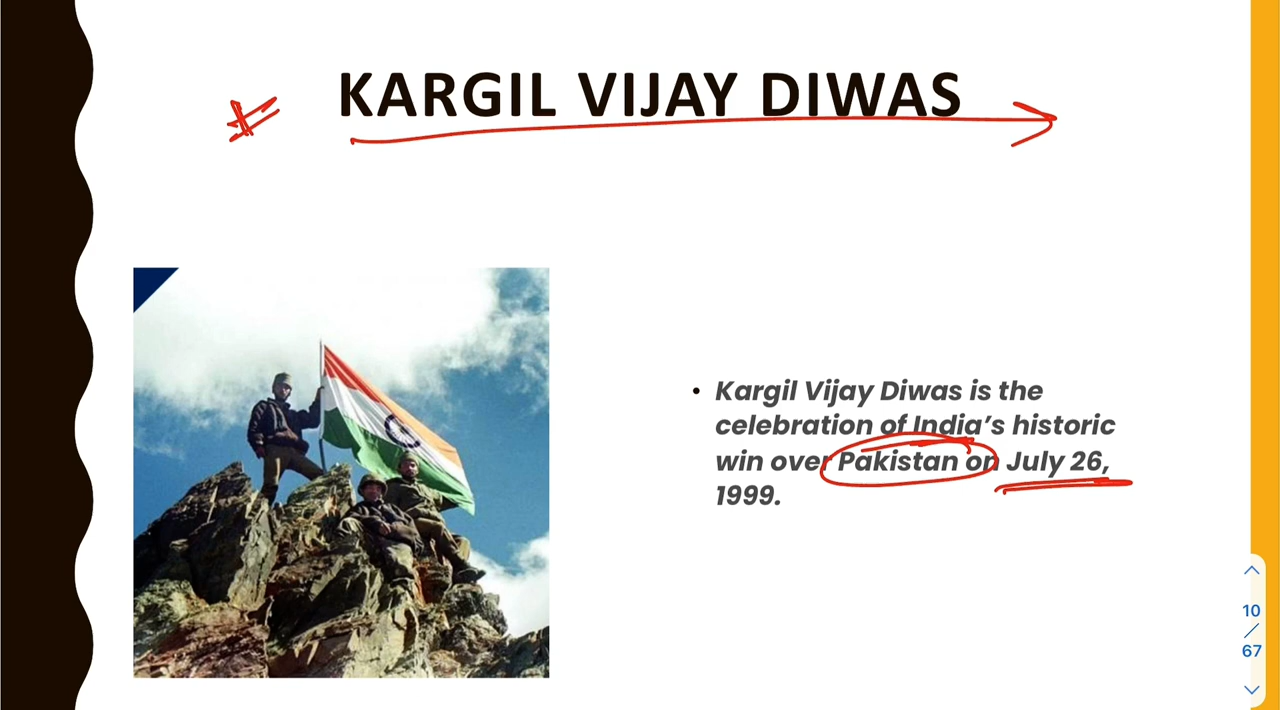 KARGIL VIJAY DIWAS
• Kargil Vijay Diwas is the
celebration of India’s historic
win over Pakistan on July 26,
1999.
10
/
67